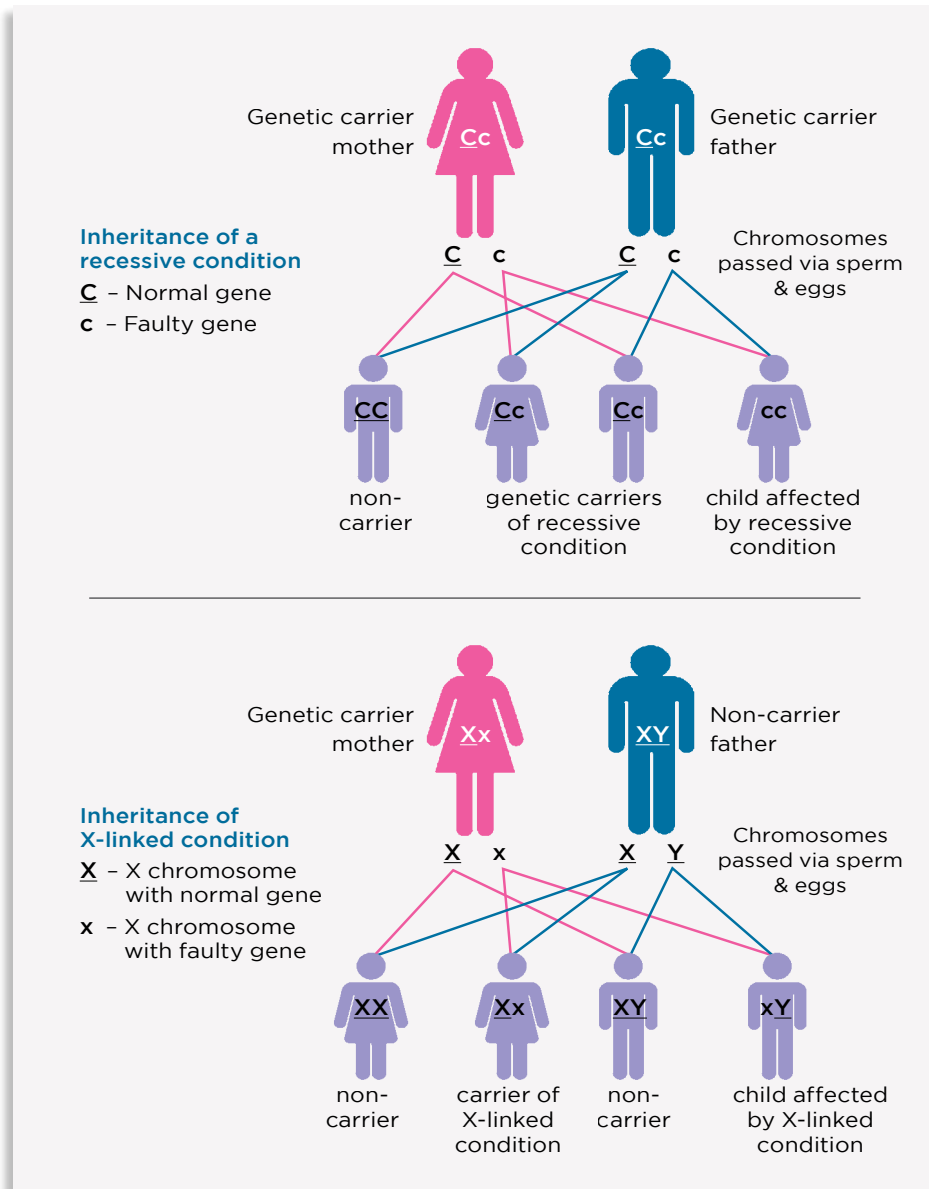 Genetic carrier
mother
Cc
Cc
Genetic carrier
father
Inheritance of a
recessive condition
C – Normal gene
c – Faulty gene
C c
C c
Chromosomes
passed via sperm
& eggs
CC
Cc
Cc
cc
non-
carrier
genetic carriers
of recessive
condition
child affected
by recessive
condition
Genetic carrier
mother
Xx
XY
Non-carrier
father
Inheritance of
X-linked condition
X – X chromosome
with normal gene
x – X chromosome
with faulty gene
X x
X Y
Chromosomes
passed via sperm
& eggs
XX
Xx
XY
xY
non-
carrier
carrier of
X-linked
condition
non-
carrier
child affected
by X-linked
condition